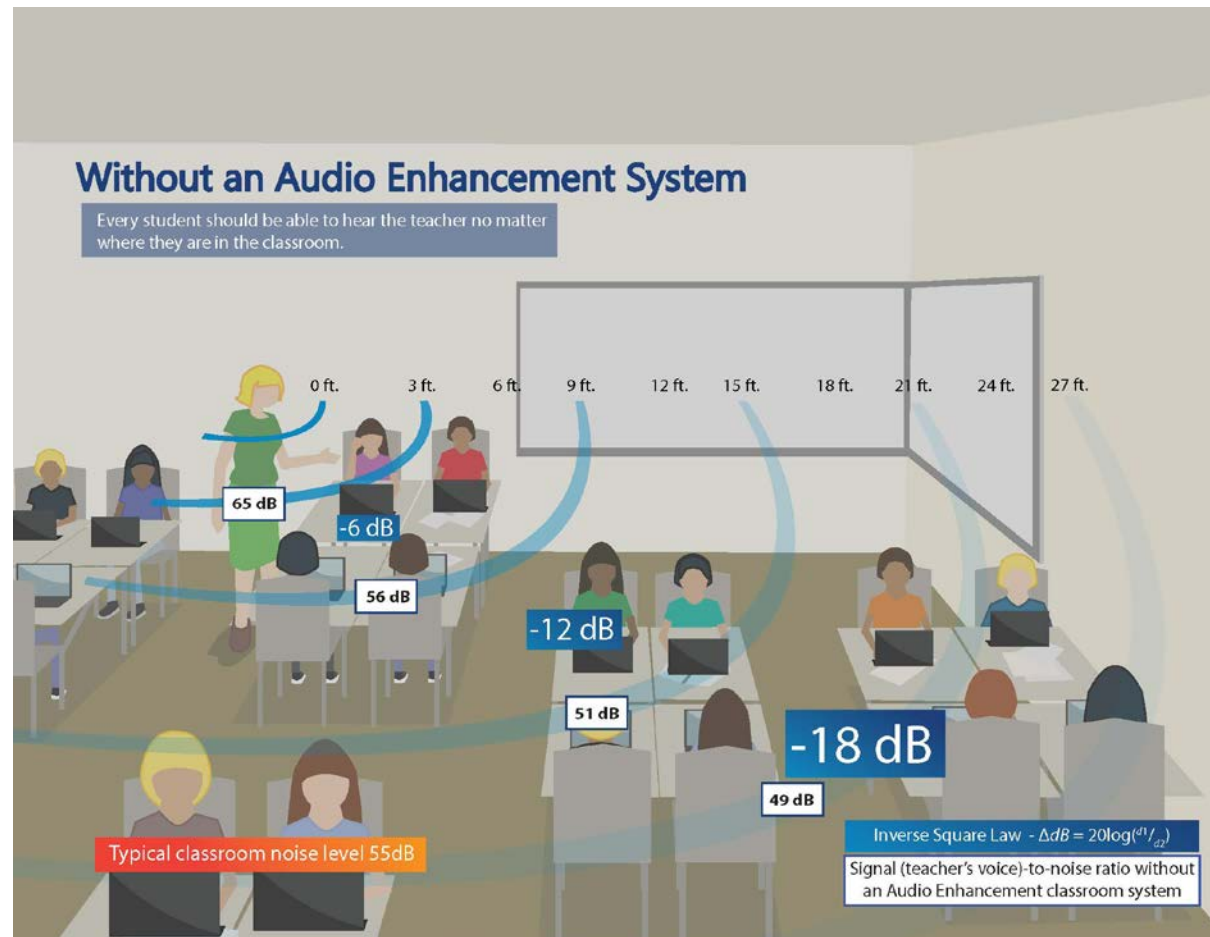 Without an Audio Enhancement System
Every student should be able to hear the teacher no matter
where they are in the classroom.
0 ft. 3 ft. 6 ft. 9 ft. 12 ft. 15 ft. 18 ft. 21 ft. 24 ft. 27 ft.
65 dB
-6 dB
56 dB
-12 dB
51 dB
-18 dB
49 dB
Typical classroom noise level 55dB
Inverse Square Law - ΔdB = 20log(d1/d2)
Signal (teacher's voice)-to-noise ratio without
an Audio Enhancement classroom system